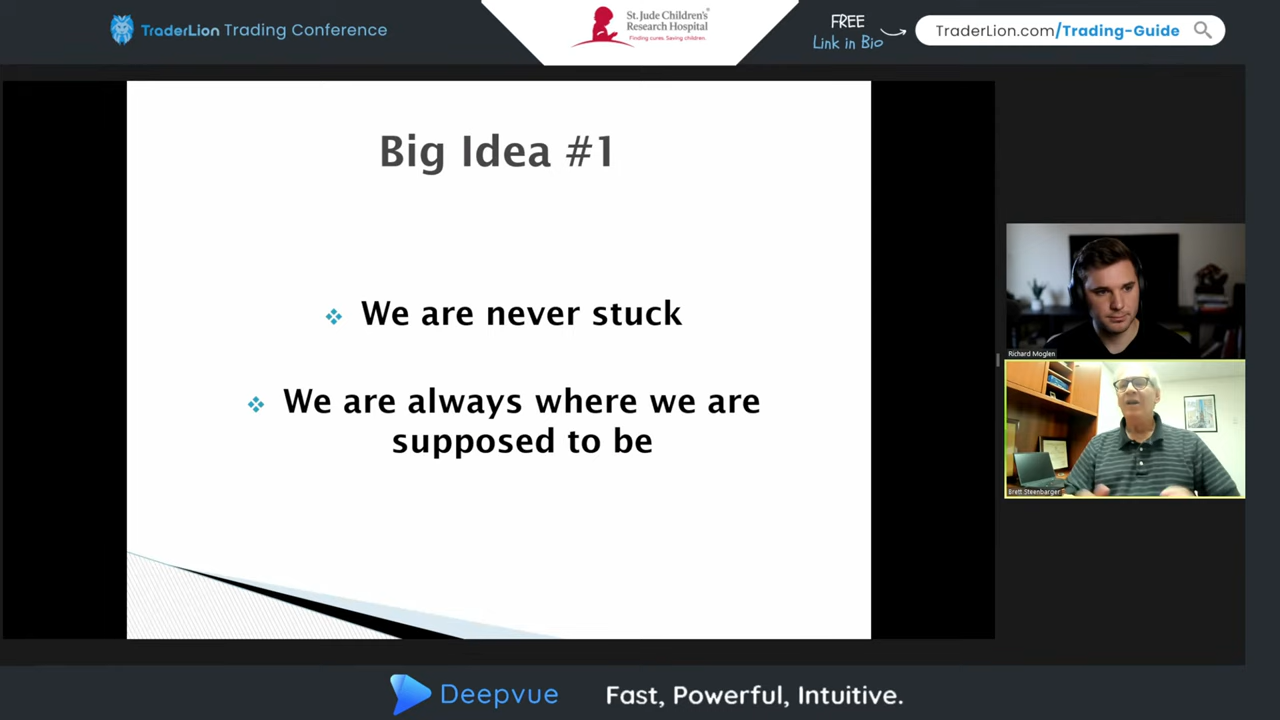 TraderLion Trading Conference
St. Jude Children's
Research Hospital
Finding cures. Saving children.
FREE
Link in Bio
TraderLion.com/Trading-Guide
Big Idea #1
We are never stuck
We are always where we are
supposed to be
Richard Moglen
Brett Steenbarger
Deepvue
Fast, Powerful, Intuitive.